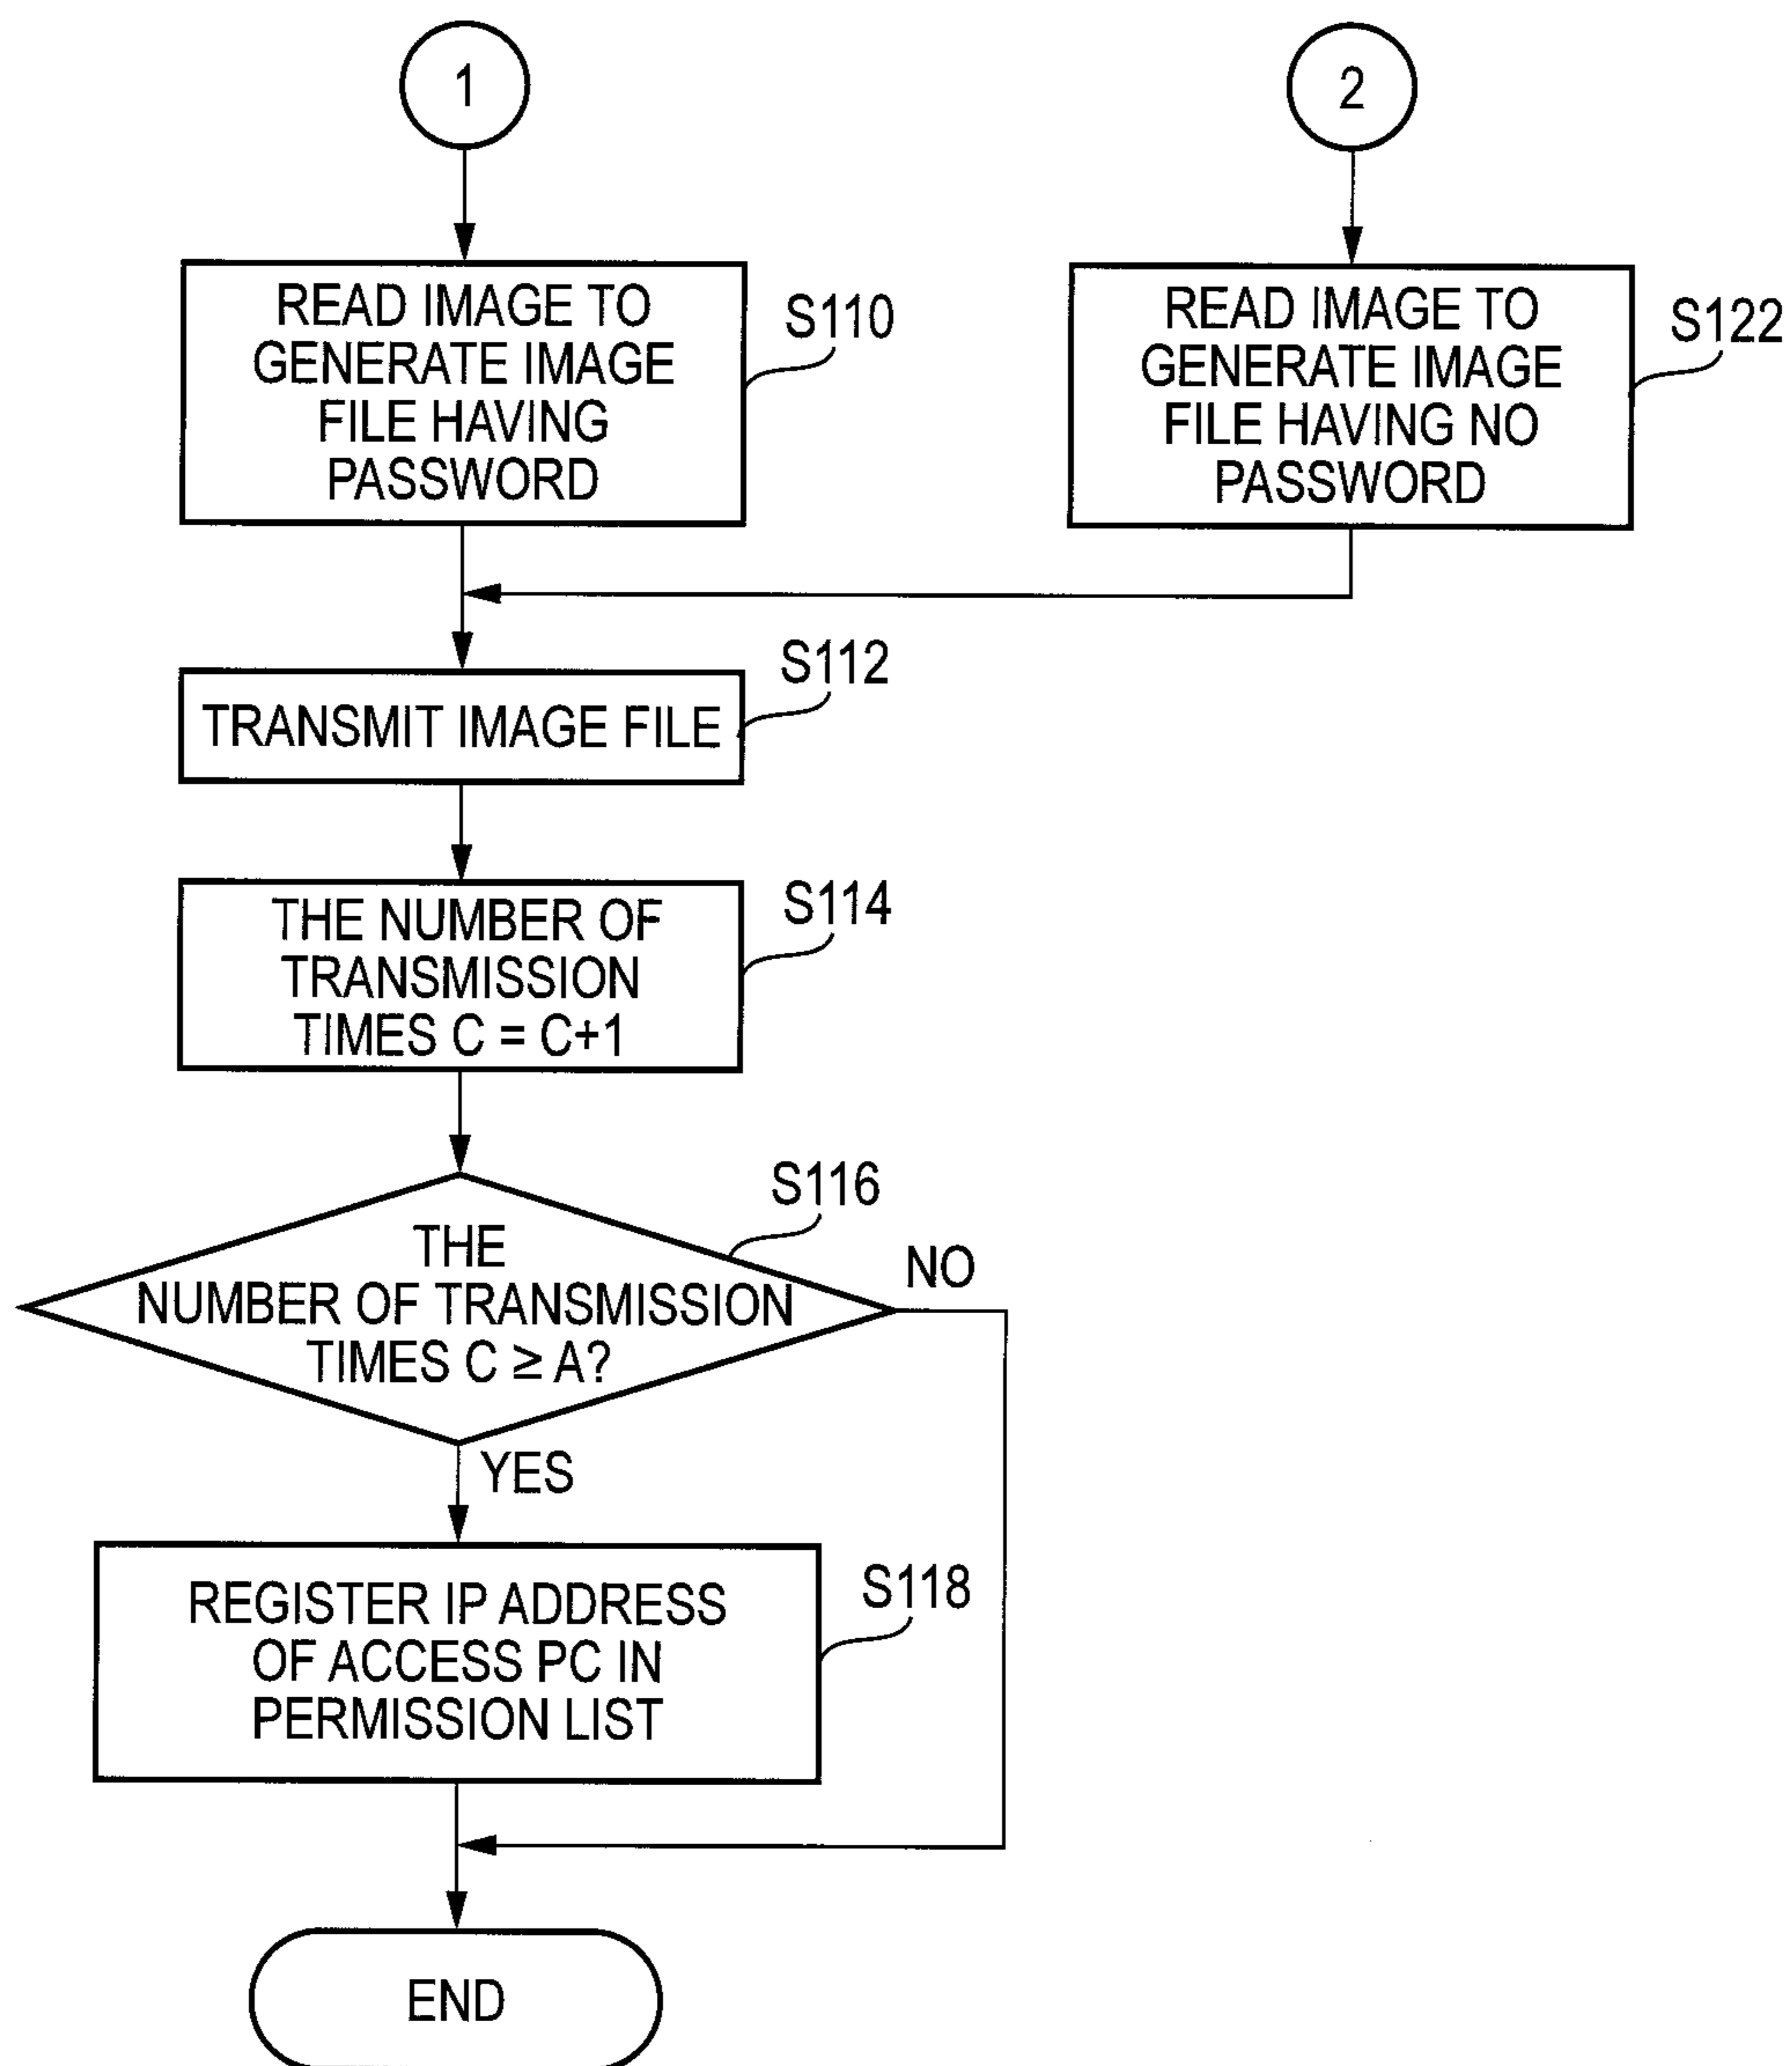 1
2
READ IMAGE TO
GENERATE IMAGE
FILE HAVING
PASSWORD
S110
READ IMAGE TO
GENERATE IMAGE
FILE HAVING NO
PASSWORD
S122
TRANSMIT IMAGE FILE
S112
THE NUMBER OF
TRANSMISSION
TIMES C = C+1
S114
THE
NUMBER OF TRANSMISSION
TIMES C ≥ A?
S116
NO
YES
REGISTER IP ADDRESS
OF ACCESS PC IN
PERMISSION LIST
S118
END